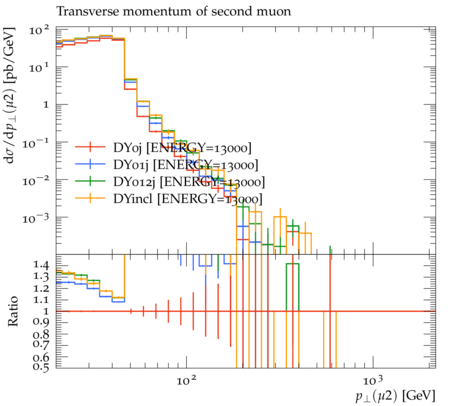 Transverse momentum of second muon
dσ/dp⊥(μ2) [pb/GeV]
10²
10¹
1
10⁻¹
10⁻²
10⁻³
DY0j [ENERGY=13000]
DY01j [ENERGY=13000]
DY012j [ENERGY=13000]
DYincl [ENERGY=13000]
Ratio
1.4
1.3
1.2
1.1
1
0.9
0.8
0.7
0.6
0.5
10²
10³
p⊥(μ2) [GeV]